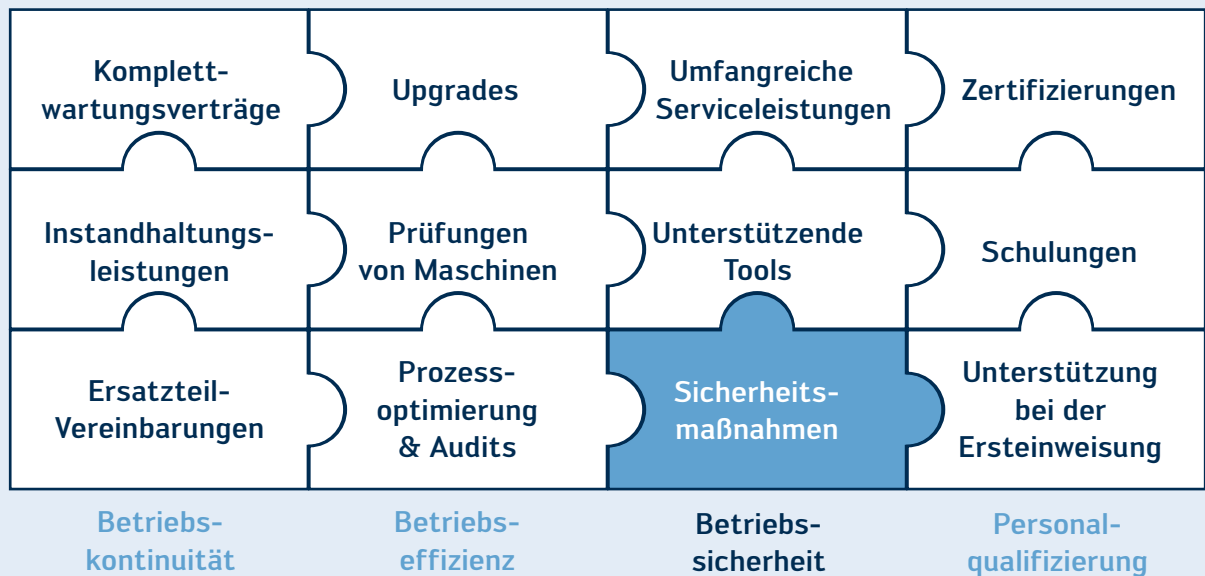 Komplett-
wartungsverträge
Upgrades
Umfangreiche
Serviceleistungen
Zertifizierungen
Instandhaltungs-
leistungen
Prüfungen
von Maschinen
Unterstützende
Tools
Schulungen
Ersatzteil-
Vereinbarungen
Prozess-
optimierung
& Audits
Sicherheits-
maßnahmen
Unterstützung
bei der
Ersteinweisung
Betriebs-
kontinuität
Betriebs-
effizienz
Betriebs-
sicherheit
Personal-
qualifizierung